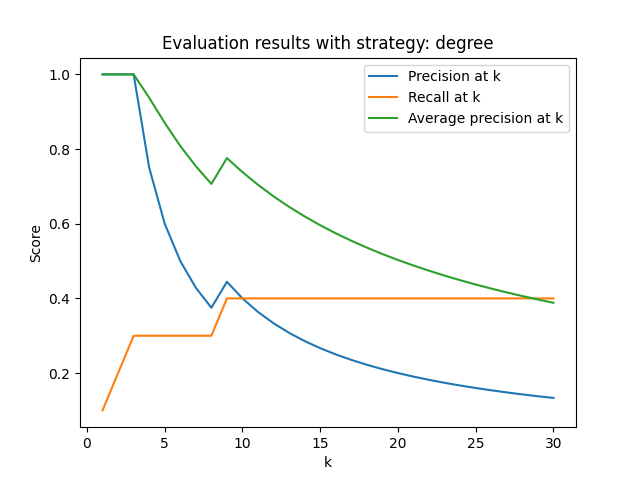 Evaluation results with strategy: degree
Precision at k
Recall at k
Average precision at k
Score
1.0
0.8
0.6
0.4
0.2
0 5 10 15 20 25 30
k